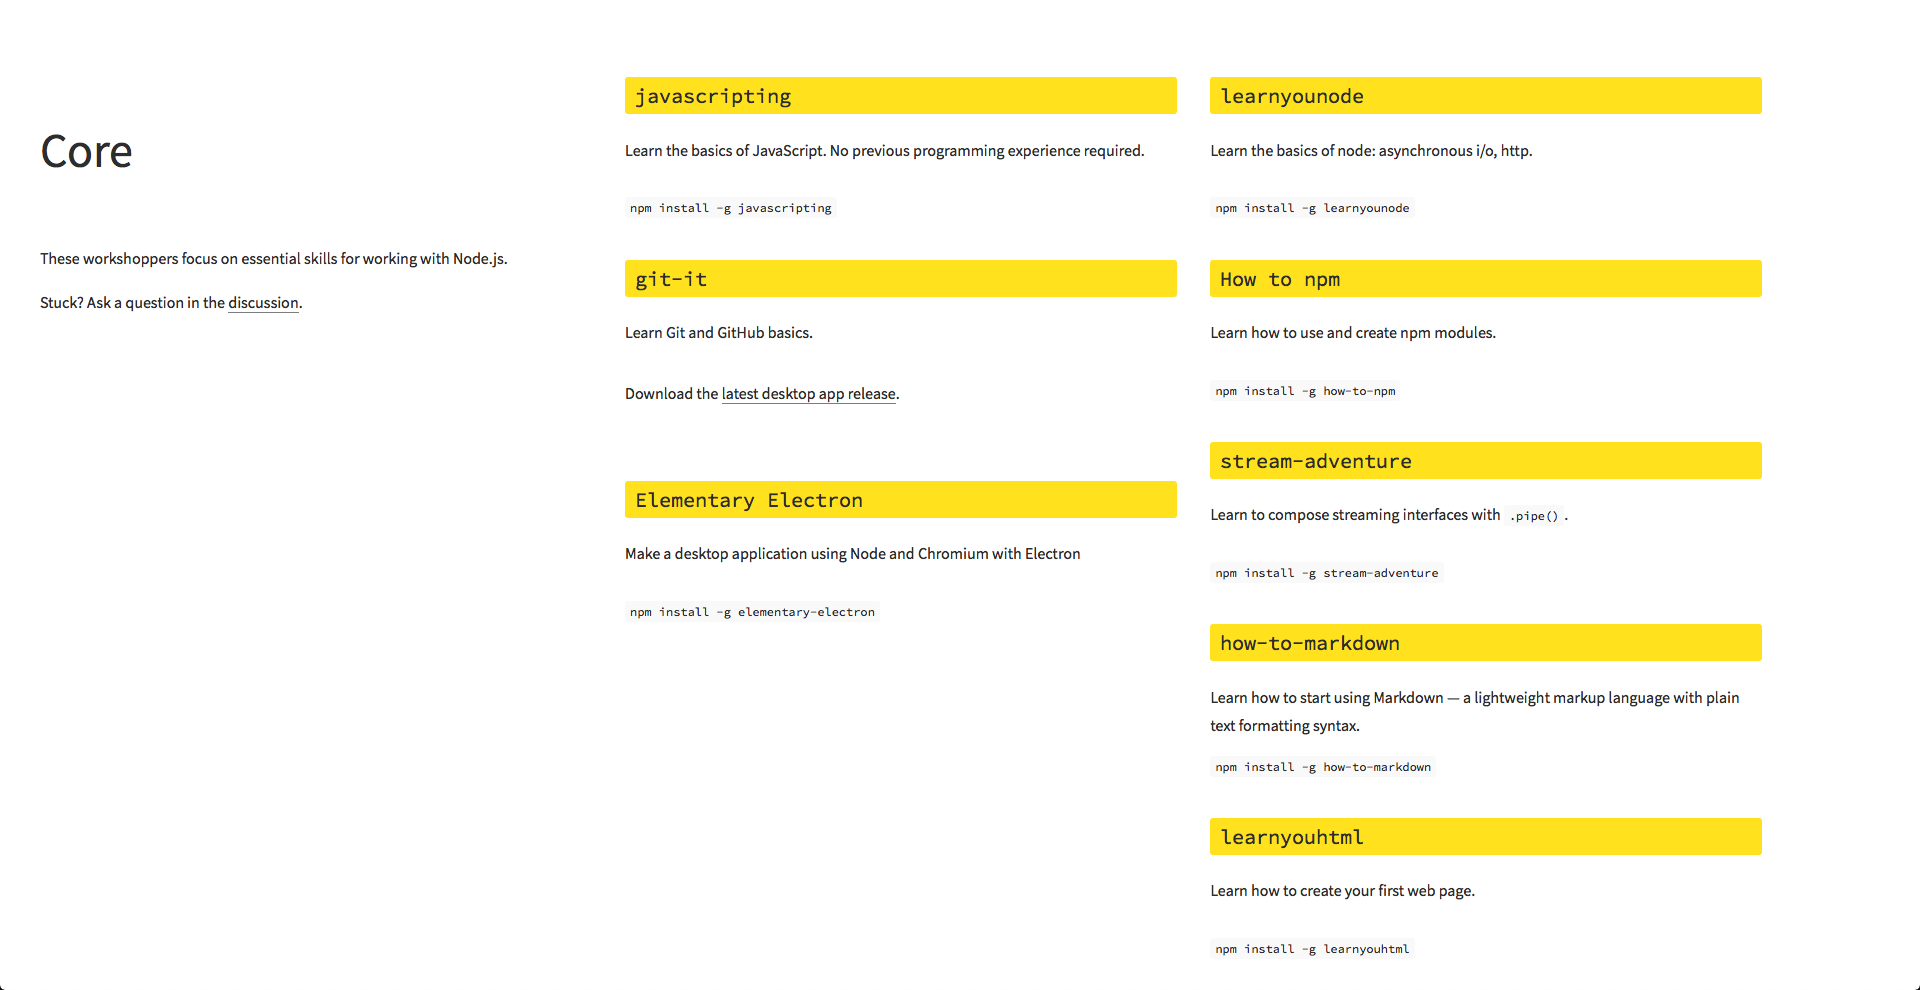 Core
These workshoppers focus on essential skills for working with Node.js.
Stuck? Ask a question in the discussion.
javascripting
Learn the basics of JavaScript. No previous programming experience required.
npm install -g javascripting
git-it
Learn Git and GitHub basics.
Download the latest desktop app release.
Elementary Electron
Make a desktop application using Node and Chromium with Electron
npm install -g elementary-electron
learnyounode
Learn the basics of node: asynchronous i/o, http.
npm install -g learnyounode
How to npm
Learn how to use and create npm modules.
npm install -g how-to-npm
stream-adventure
Learn to compose streaming interfaces with .pipe() .
npm install -g stream-adventure
how-to-markdown
Learn how to start using Markdown — a lightweight markup language with plain
text formatting syntax.
npm install -g how-to-markdown
learnyouhtml
Learn how to create your first web page.
npm install -g learnyouhtml